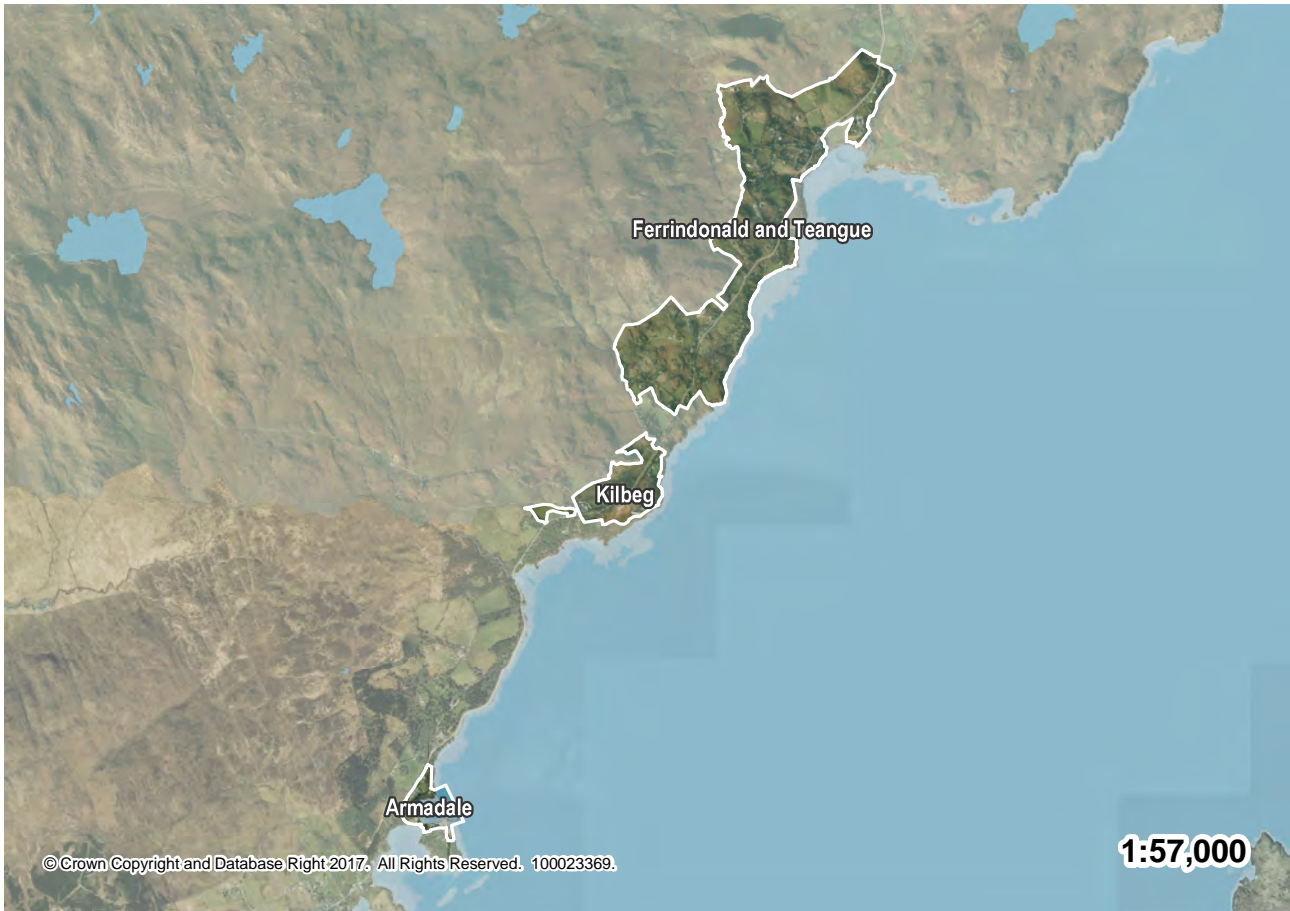 Ferrindonald and Teangue
Kilbeg
Armadale
© Crown Copyright and Database Right 2017. All Rights Reserved. 100023369.
1:57,000